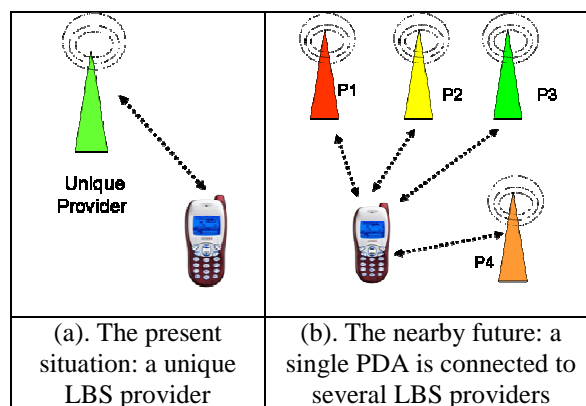 Unique
Provider
P1
P2
P3
P4
(a). The present
situation: a unique
LBS provider
(b). The nearby future: a
single PDA is connected to
several LBS providers